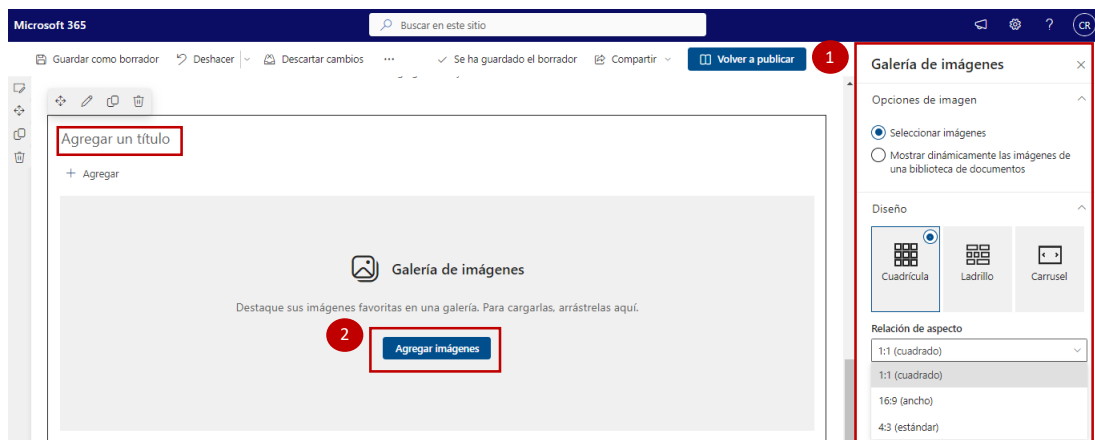 Microsoft 365
Buscar en este sitio
?
CR
Guardar como borrador
Deshacer
Descartar cambios
...
Se ha guardado el borrador
Compartir
Volver a publicar
1
Galería de imágenes
Opciones de imagen
Seleccionar imágenes
Mostrar dinámicamente las imágenes de
una biblioteca de documentos
Diseño
Cuadrícula
Ladrillo
Carrusel
Relación de aspecto
1:1 (cuadrado)
1:1 (cuadrado)
16:9 (ancho)
4:3 (estándar)
Agregar un título
+ Agregar
Galería de imágenes
Destaque sus imágenes favoritas en una galería. Para cargarlas, arrástrelas aquí.
2
Agregar imágenes